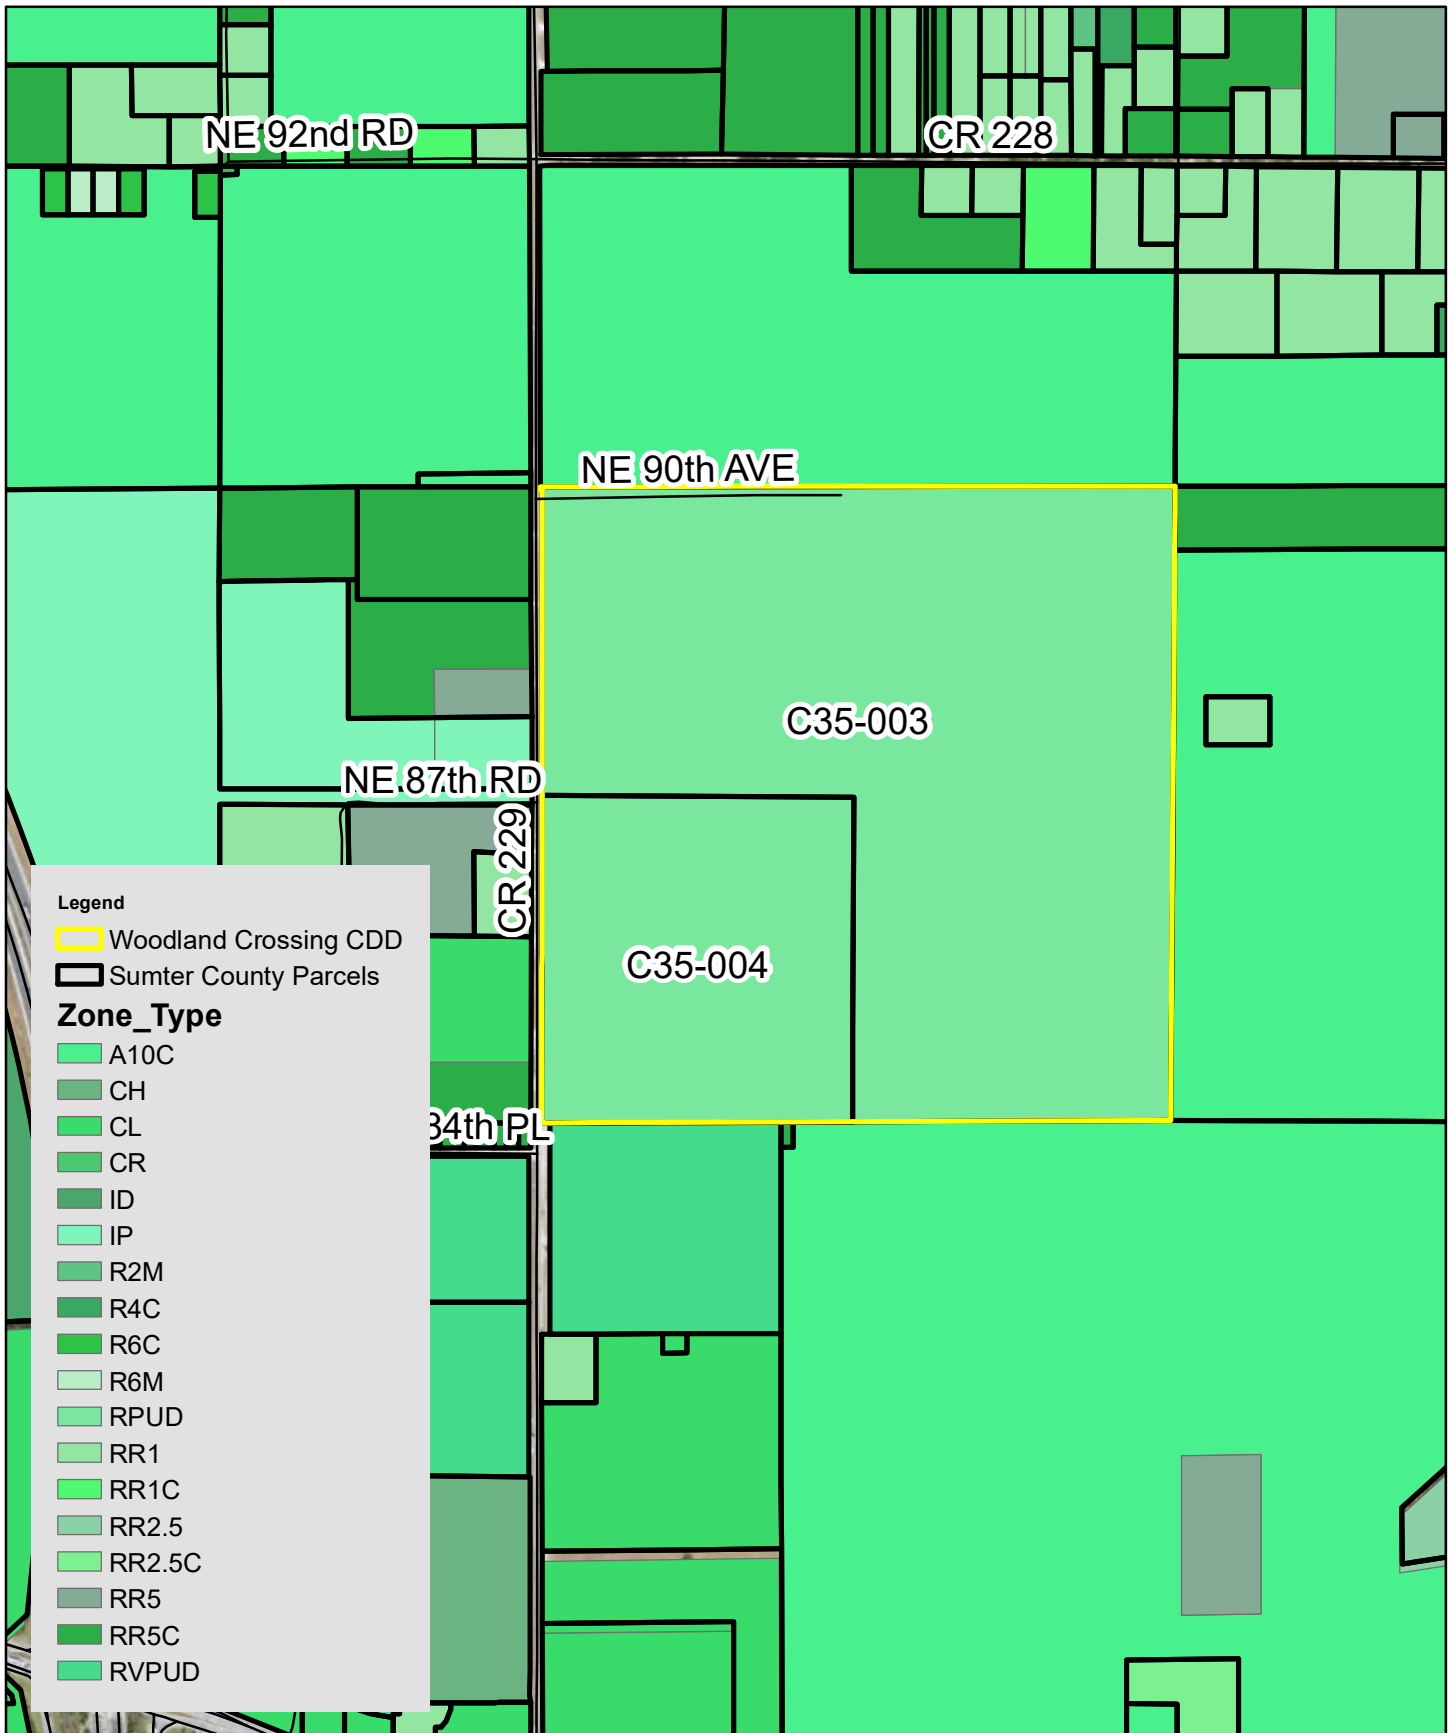 NE 92nd RD
CR 228
NE 90th AVE
C35-003
NE 87th RD
CR 229
C35-004
84th PL
Legend
Woodland Crossing CDD
Sumter County Parcels
Zone_Type
A10C
CH
CL
CR
ID
IP
R2M
R4C
R6C
R6M
RPUD
RR1
RR1C
RR2.5
RR2.5C
RR5
RR5C
RVPUD